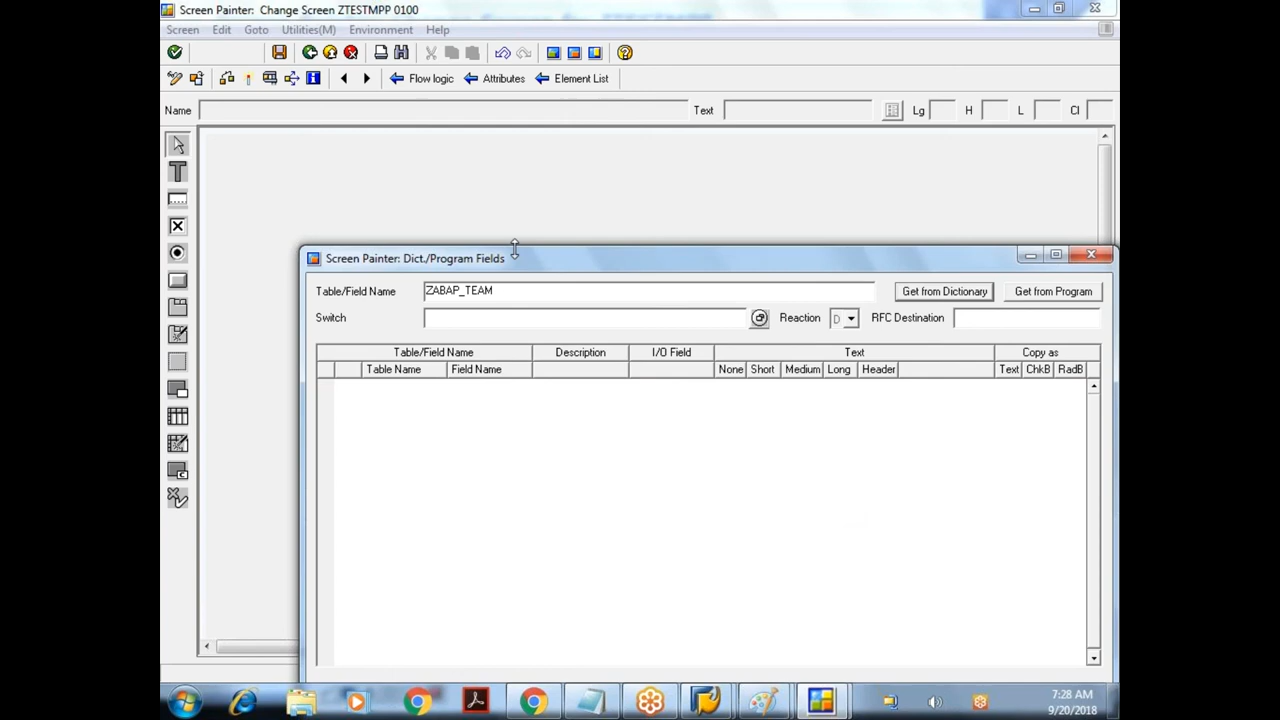 Screen Painter: Change Screen ZTESTMPP 0100
Screen Edit Goto Utilities(M) Environment Help
Flow logic Attributes Element List
Name Text Lg H L Cl
Screen Painter: Dict./Program Fields
Table/Field Name ZABAP_TEAM Get from Dictionary Get from Program
Switch Reaction D RFC Destination
Table/Field Name Description I/O Field Text Copy as
Table Name Field Name None Short Medium Long Header Text ChkB RadB
7:28 AM
9/20/2018